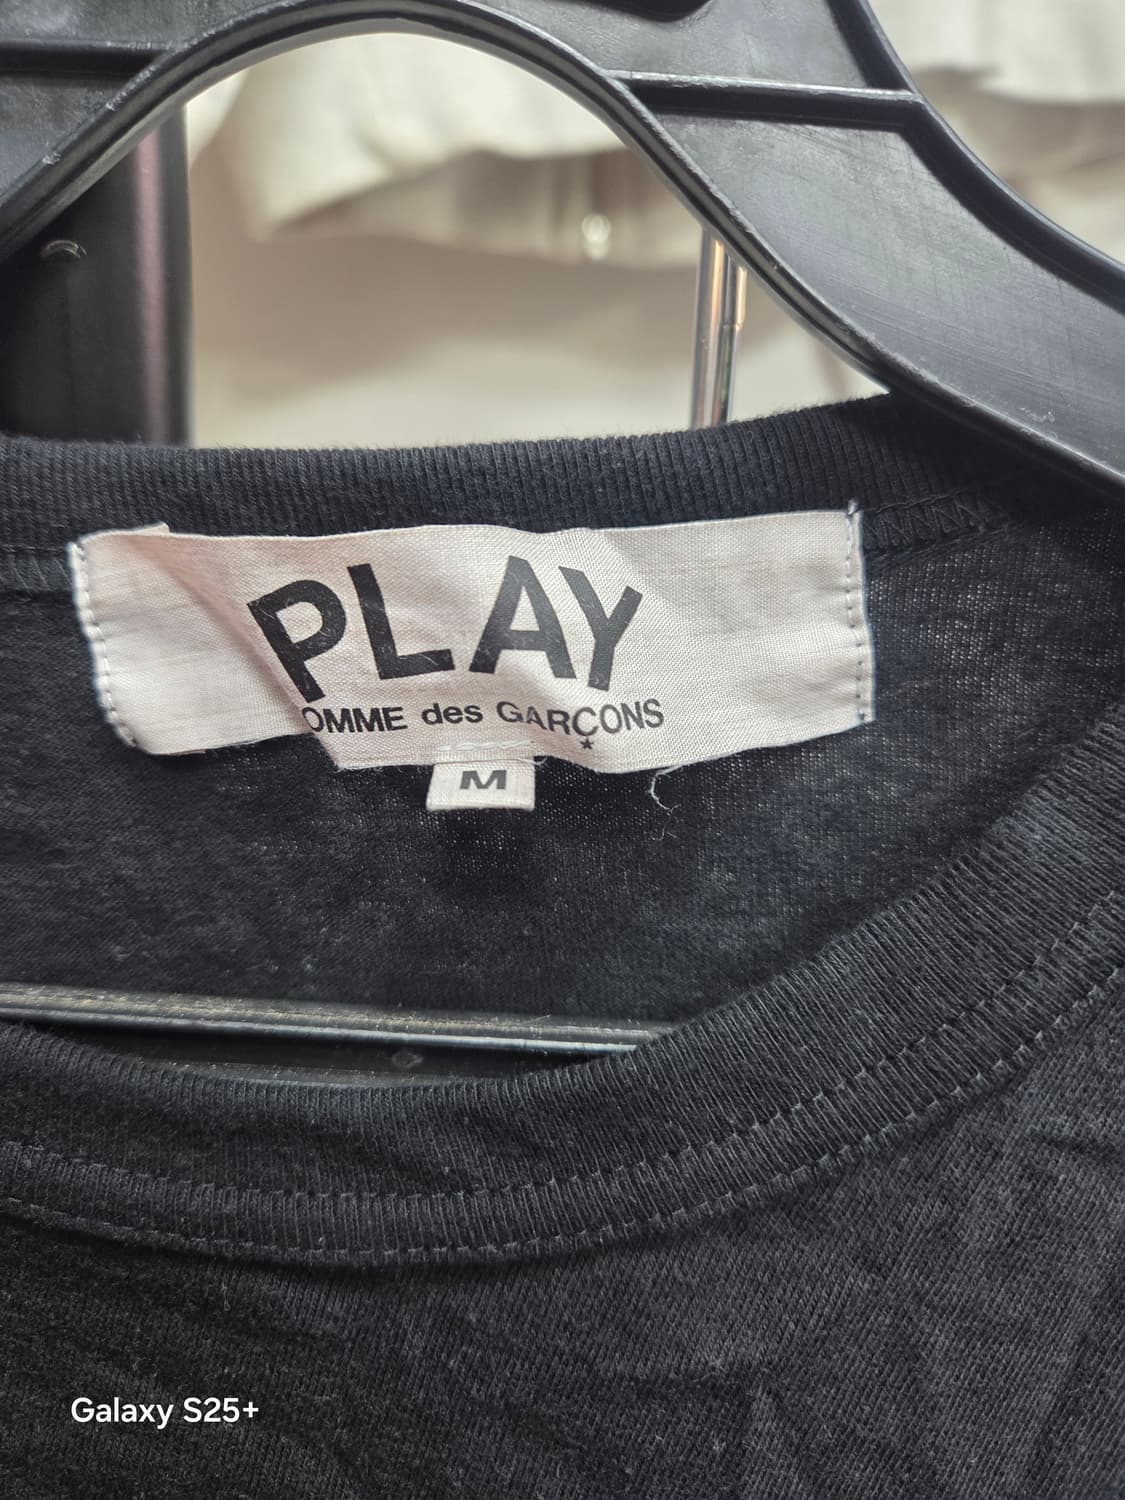 PLAY
OMME des GARÇONS
M
Galaxy S25+